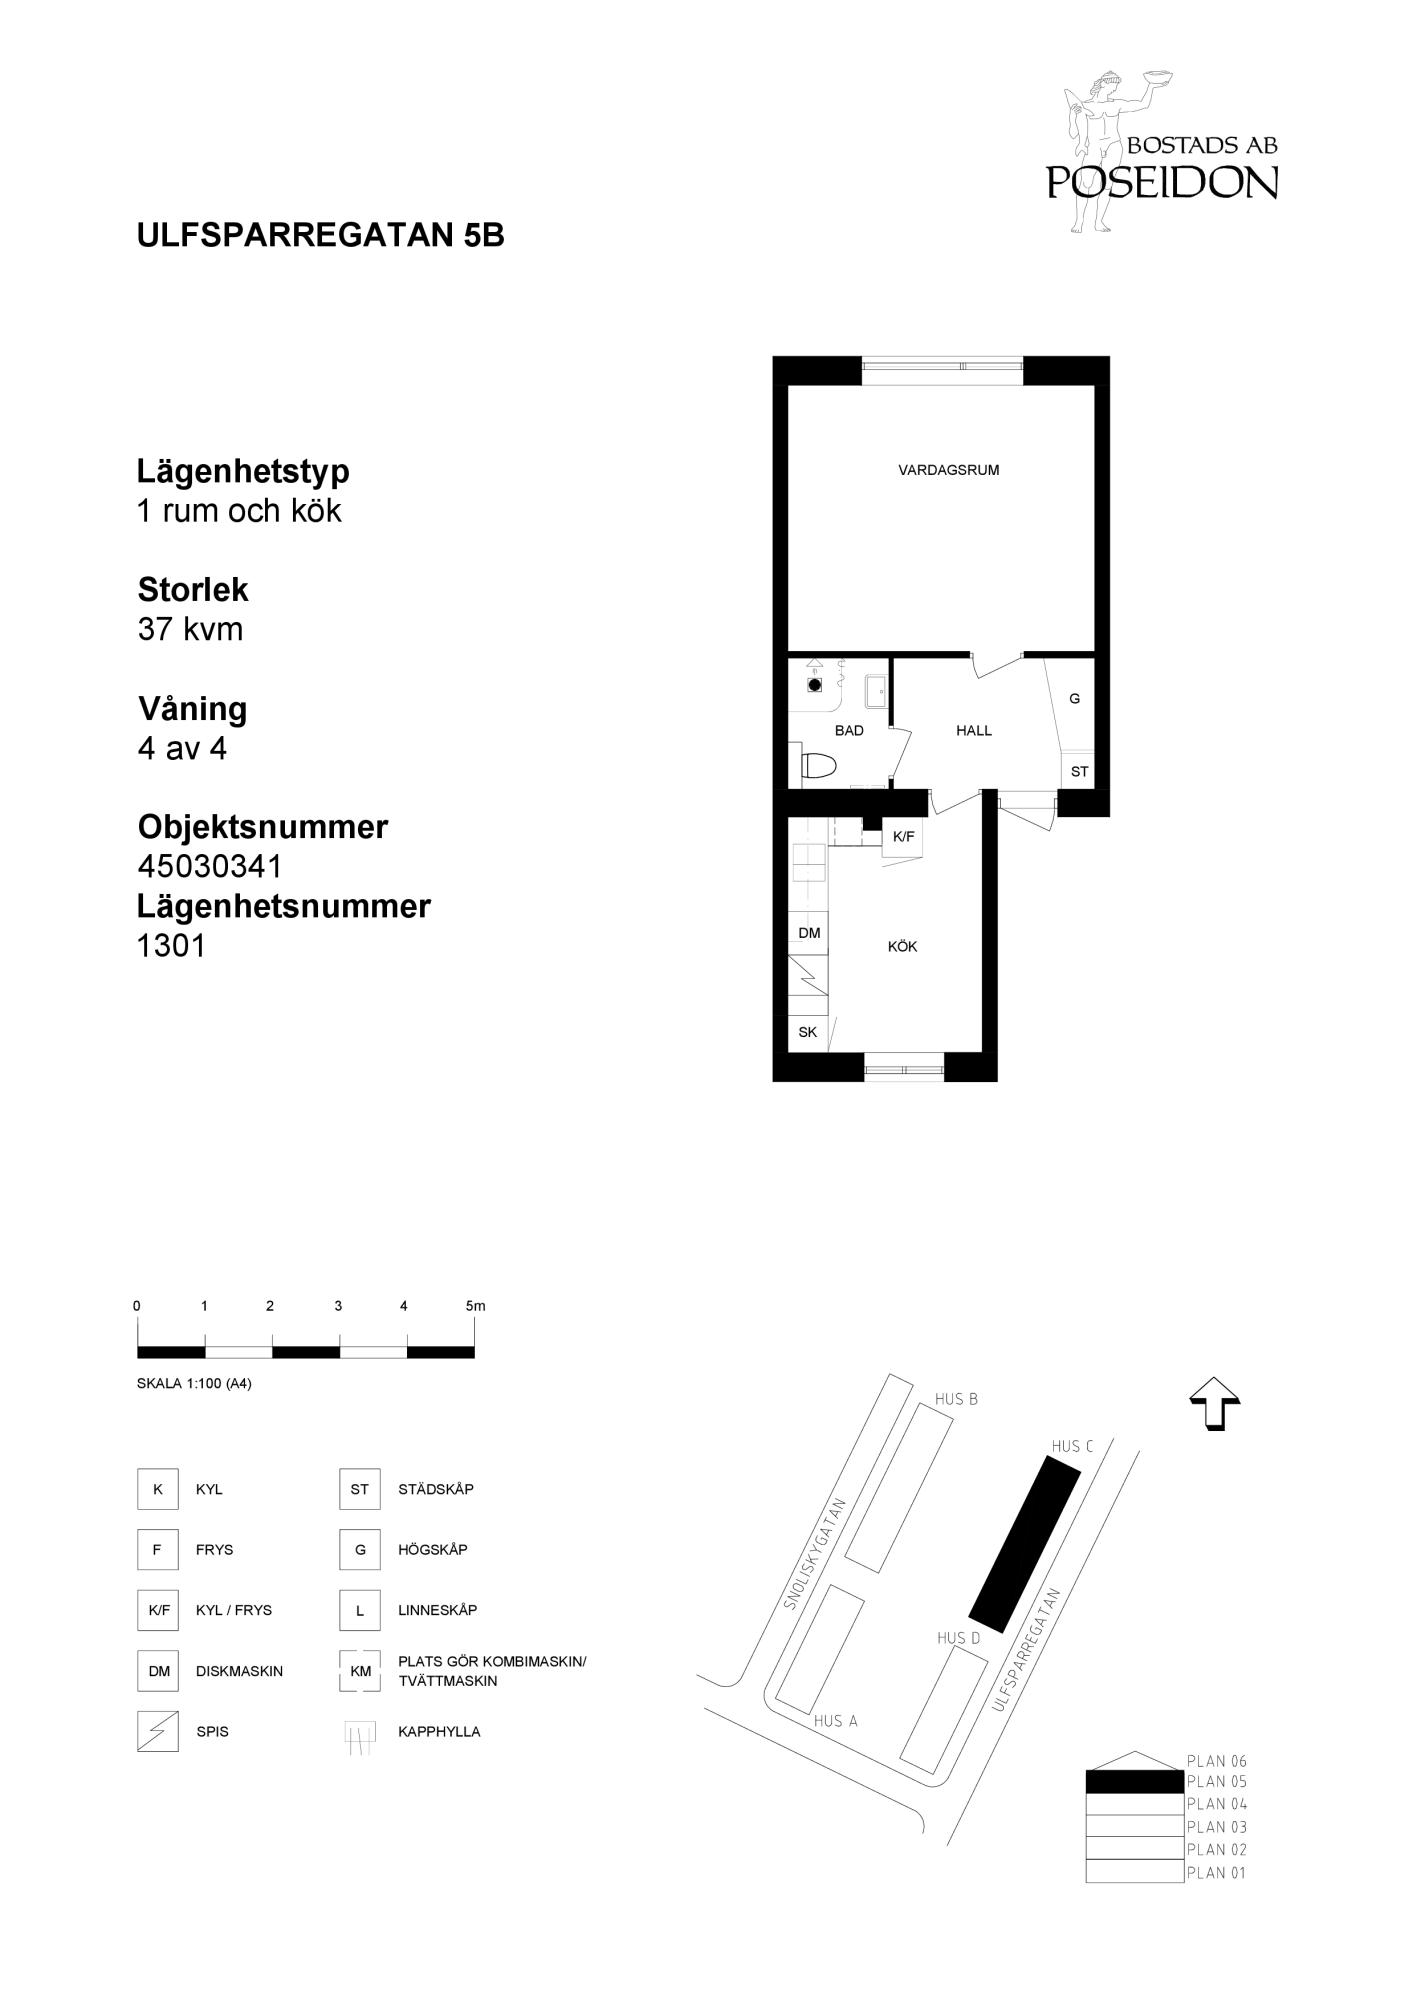 BOSTADS AB
POSEIDON
ULFSPARREGATAN 5B
Lägenhetstyp
1 rum och kök
Storlek
37 kvm
Våning
4 av 4
Objektsnummer
45030341
Lägenhetsnummer
1301
VARDAGSRUM
G
BAD
HALL
ST
K/F
DM
KÖK
SK
0 1 2 3 4 5m
SKALA 1:100 (A4)
K KYL
F FRYS
K/F KYL / FRYS
DM DISKMASKIN
SPIS
ST STÄDSKÅP
G HÖGSKÅP
L LINNESKÅP
KM PLATS GÖR KOMBIMASKIN/
TVÄTTMASKIN
KAPPHYLLA
HUS B
HUS C
SNOLISKYGATAN
HUS D
ULFSPARREGATAN
HUS A
PLAN 06
PLAN 05
PLAN 04
PLAN 03
PLAN 02
PLAN 01